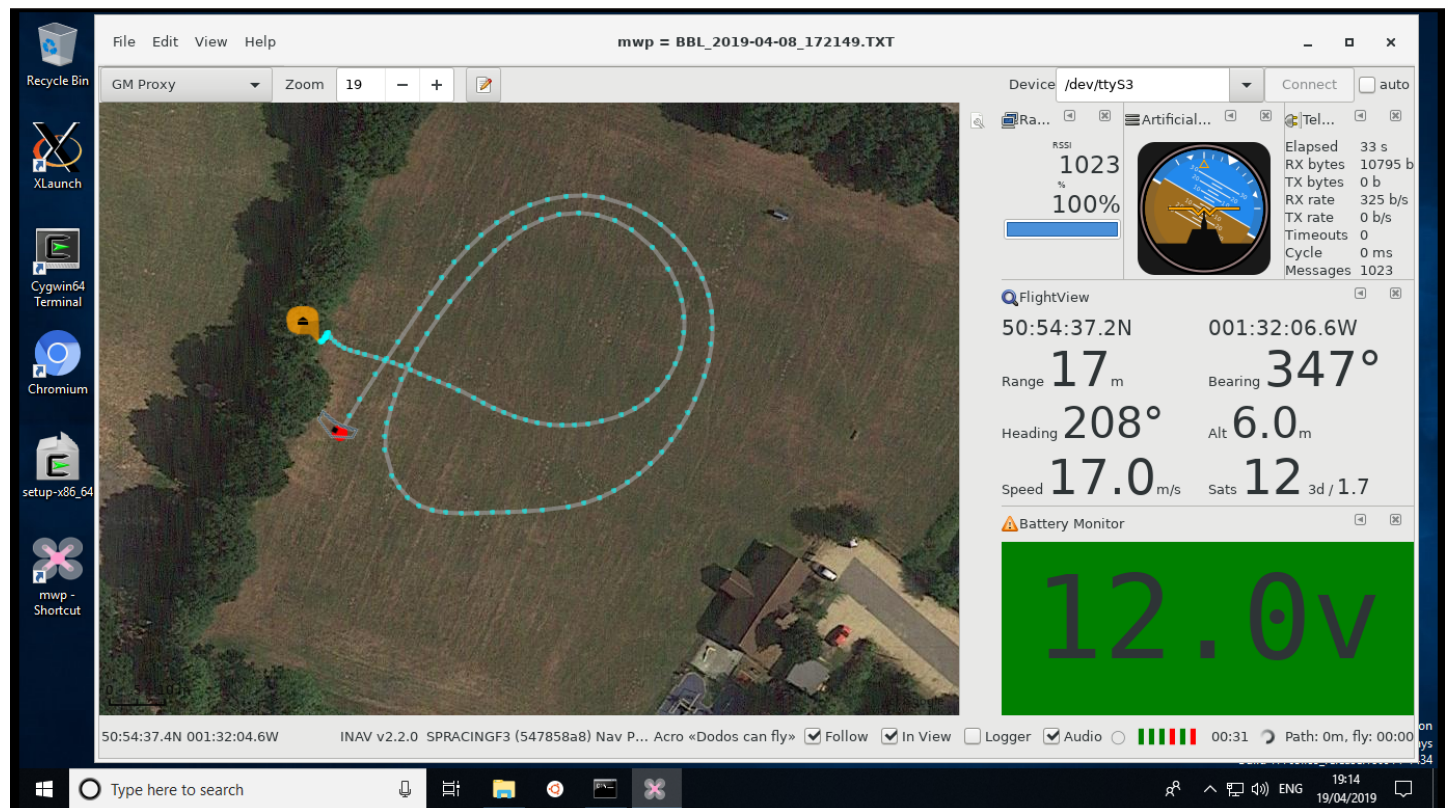 Recycle Bin
XLaunch
Cygwin64
Terminal
Chromium
setup-x86_64
mwp -
Shortcut
File Edit View Help
mwp = BBL_2019-04-08_172149.TXT
GM Proxy
Zoom 19 − +
Device /dev/ttyS3
Connect
auto
Ra...
RSSI
1023
%
100%
Artificial...
Tel...
Elapsed 33 s
RX bytes 10795 b
TX bytes 0 b
RX rate 325 b/s
TX rate 0 b/s
Timeouts 0
Cycle 0 ms
Messages 1023
FlightView
50:54:37.2N 001:32:06.6W
Range 17 m Bearing 347°
Heading 208° Alt 6.0 m
Speed 17.0 m/s Sats 12 3d / 1.7
Battery Monitor
12.0v
50:54:37.4N 001:32:04.6W INAV v2.2.0 SPRACINGF3 (547858a8) Nav P... Acro «Dodos can fly» Follow In View Logger Audio 00:31 Path: 0m, fly: 00:00
Type here to search
ENG
19:14
19/04/2019